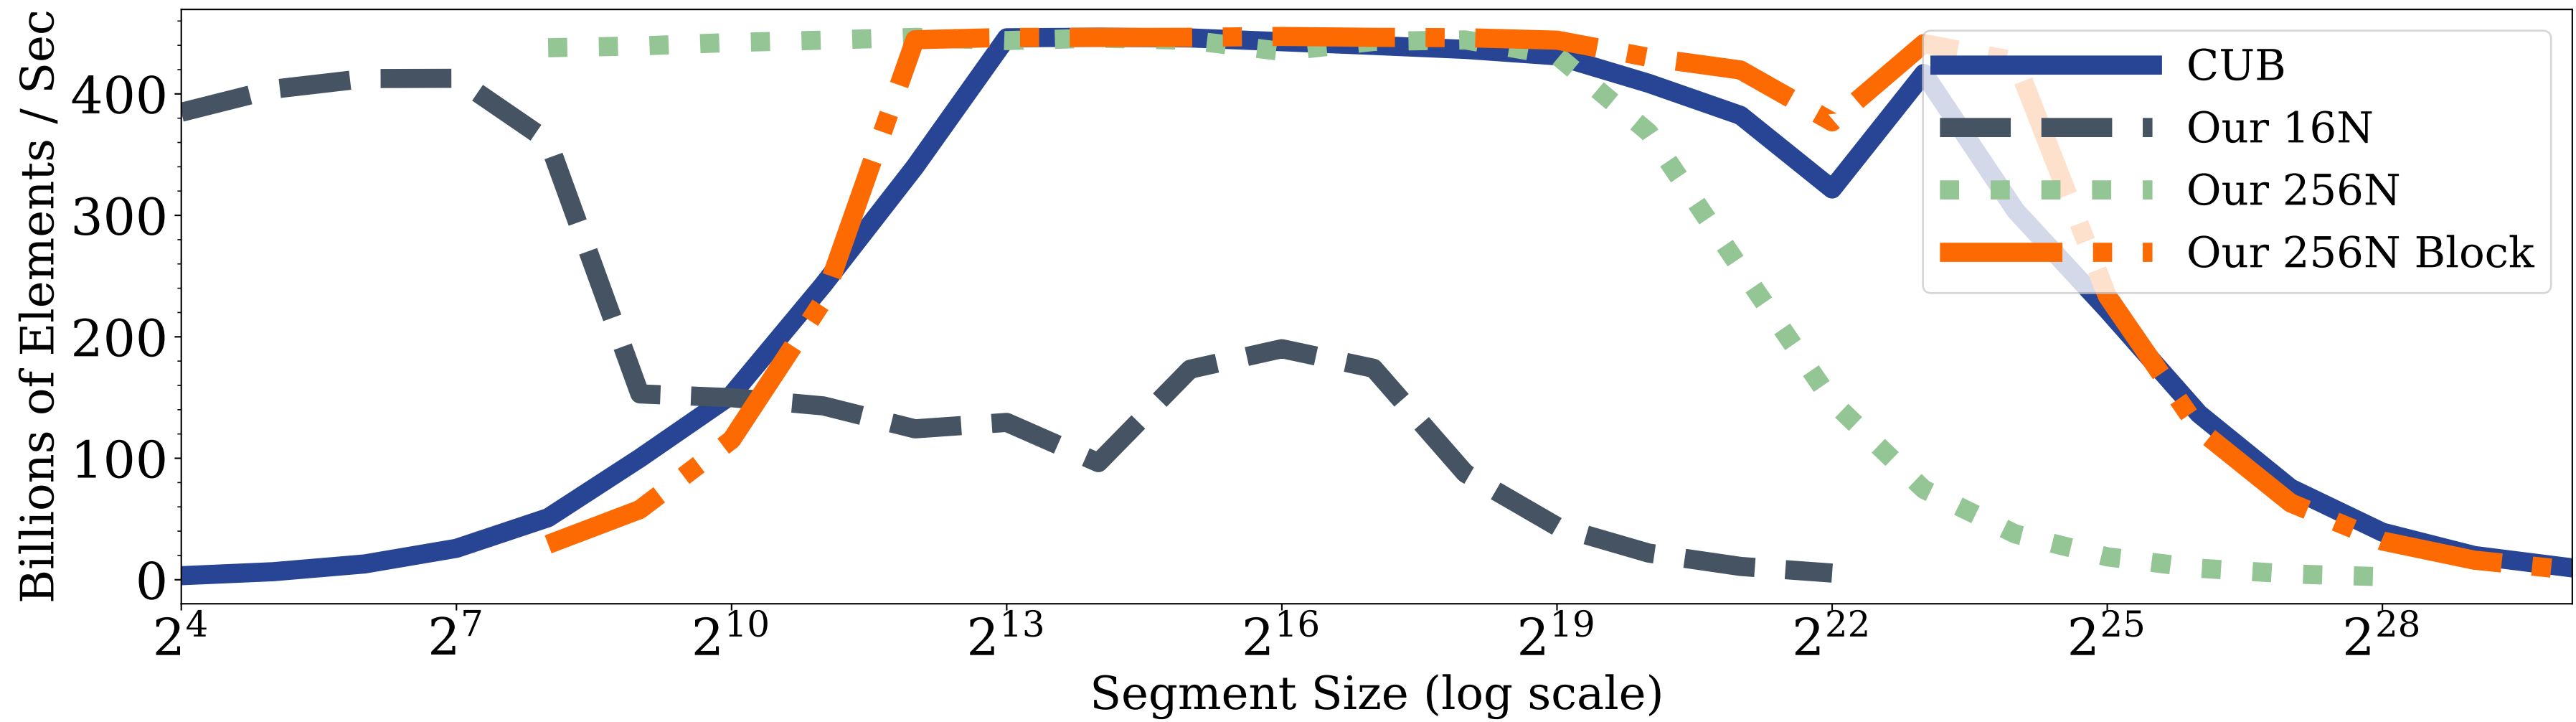 Billions of Elements / Sec
400
300
200
100
0
2^4 2^7 2^10 2^13 2^16 2^19 2^22 2^25 2^28
Segment Size (log scale)
CUB
Our 16N
Our 256N
Our 256N Block